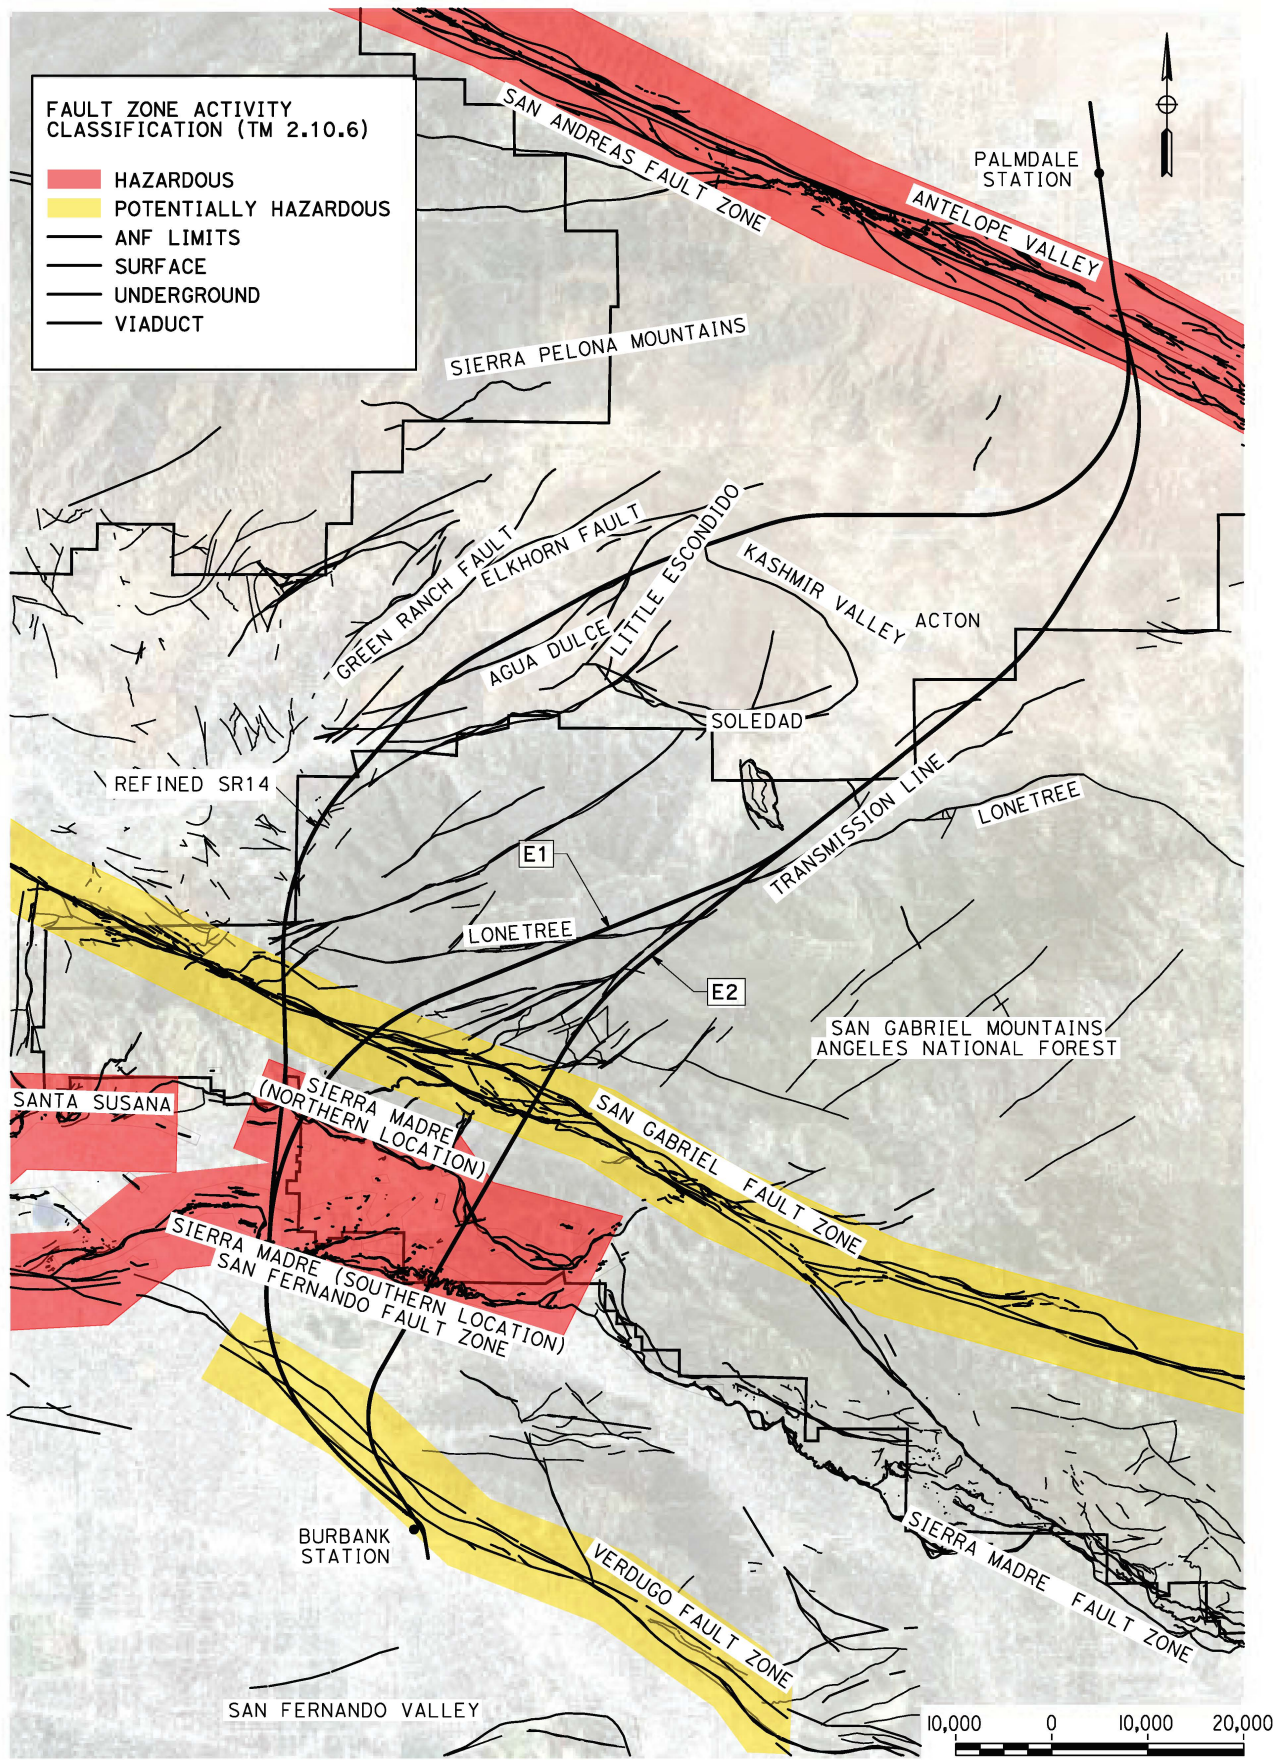 FAULT ZONE ACTIVITY
CLASSIFICATION (TM 2.10.6)
HAZARDOUS
POTENTIALLY HAZARDOUS
ANF LIMITS
SURFACE
UNDERGROUND
VIADUCT
SAN ANDREAS FAULT ZONE
PALMDALE
STATION
ANTELOPE VALLEY
SIERRA PELONA MOUNTAINS
GREEN RANCH FAULT
ELKHORN FAULT
LITTLE ESCONDIDO
KASHMIR VALLEY
ACTON
AGUA DULCE
SOLEDAD
REFINED SR14
TRANSMISSION LINE
LONETREE
E1
LONETREE
E2
SAN GABRIEL MOUNTAINS
ANGELES NATIONAL FOREST
SANTA SUSANA
SIERRA MADRE
(NORTHERN LOCATION)
SAN GABRIEL FAULT ZONE
SIERRA MADRE (SOUTHERN LOCATION)
SAN FERNANDO FAULT ZONE
BURBANK
STATION
VERDUGO FAULT ZONE
SIERRA MADRE FAULT ZONE
SAN FERNANDO VALLEY
10,000 0 10,000 20,000